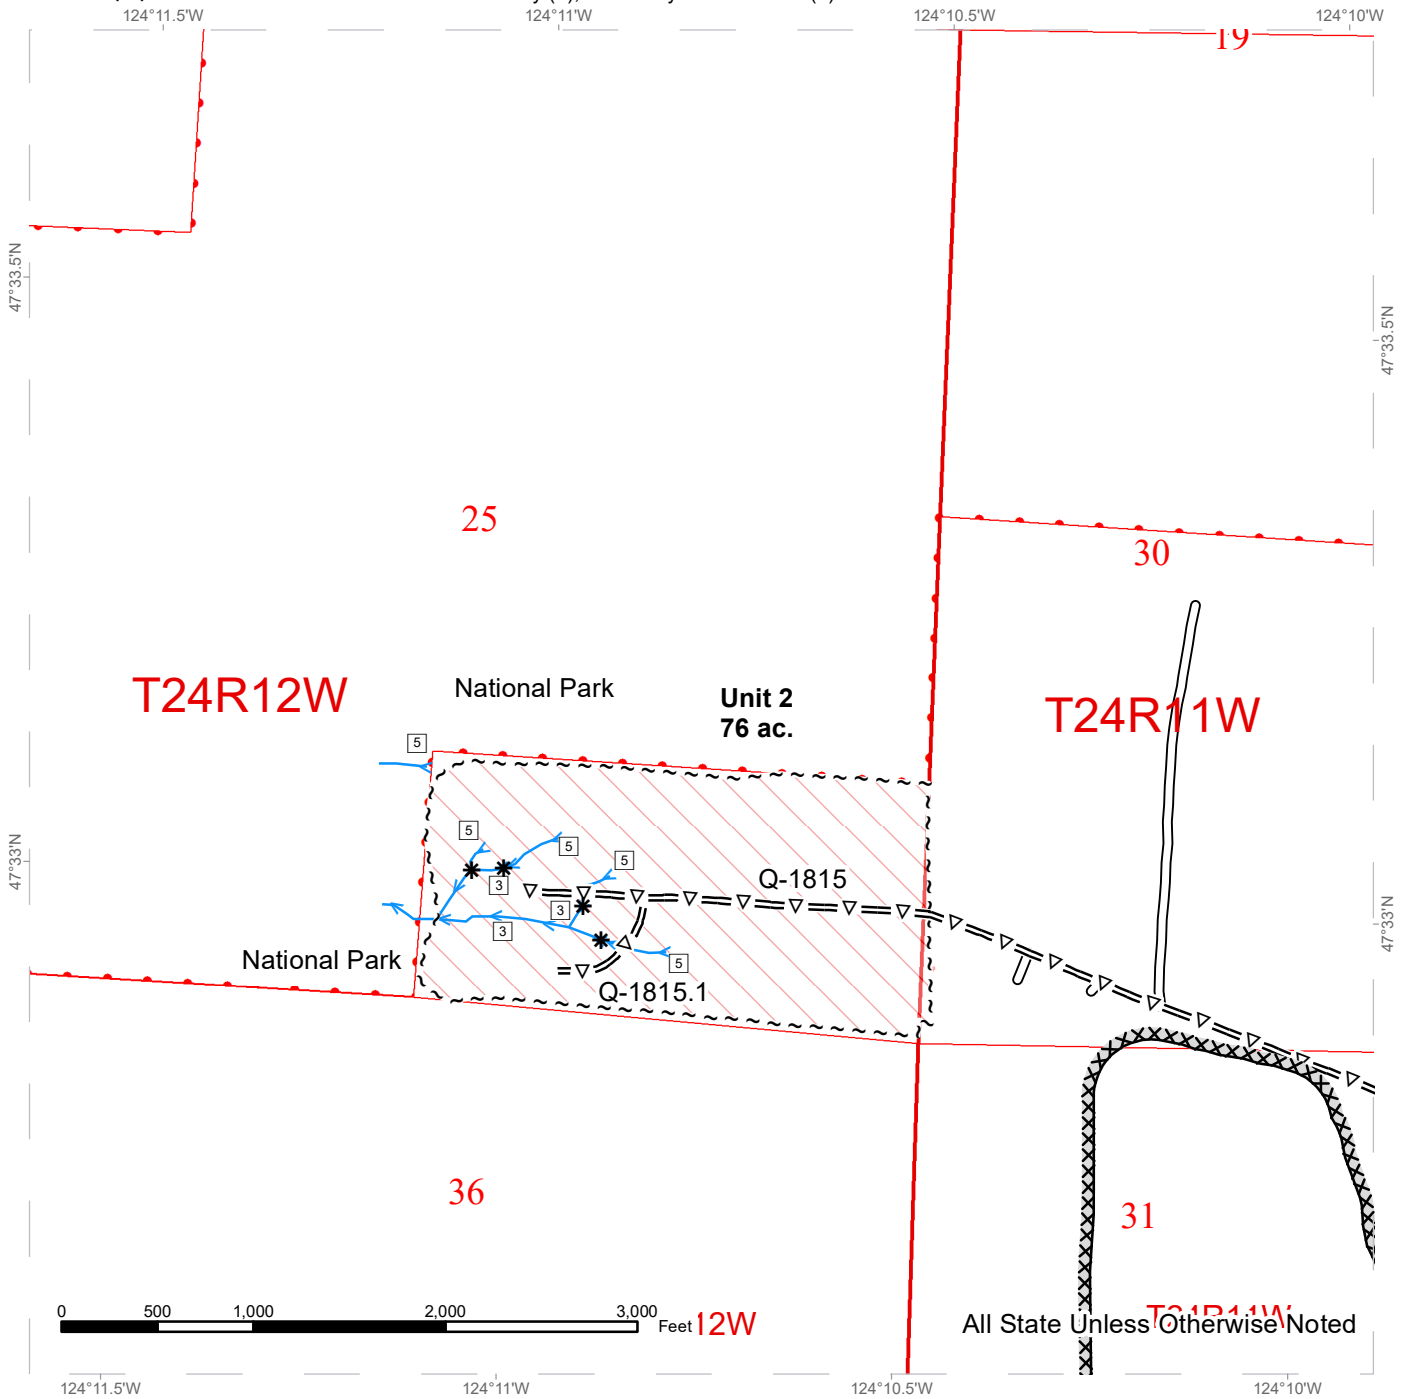 124°11.5'W
124°11'W
124°10.5'W
124°10'W
19
47°33.5'N
47°33.5'N
25
30
T24R12W
National Park
Unit 2
76 ac.
T24R11W
5
5
5
5
47°33'N
Q-1815
3
3
3
47°33'N
National Park
5
Q-1815.1
36
31
0
500
1,000
2,000
3,000
Feet
12W
T24R11W
All State Unless Otherwise Noted
124°11.5'W
124°11'W
124°10.5'W
124°10'W